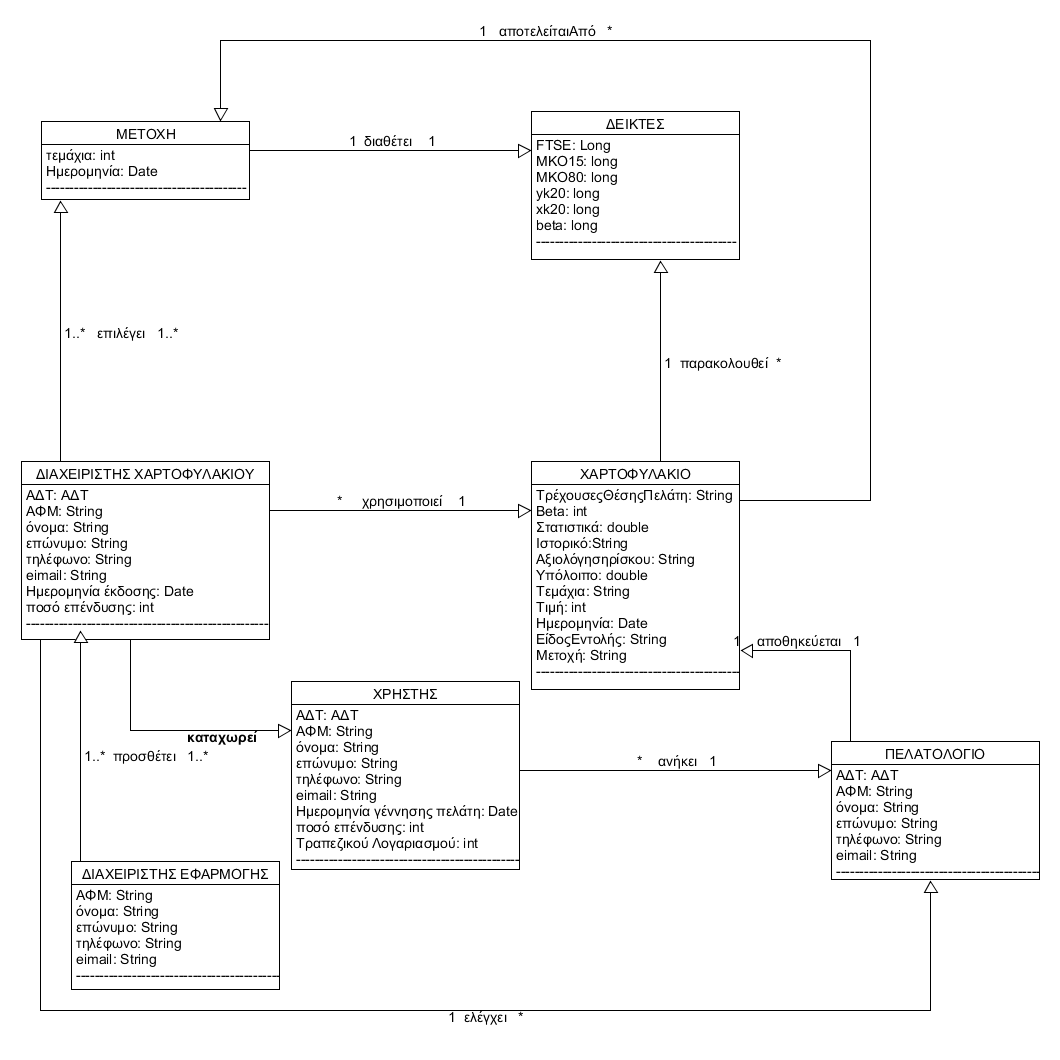 1 αποτελείταιΑπό *
ΜΕΤΟΧΗ
τεμάχια: int
Ημερομηνία: Date
1 διαθέτει 1
ΔΕΙΚΤΕΣ
FTSE: Long
MKO15: long
MKO80: long
yk20: long
xk20: long
beta: long
1..* επιλέγει 1..*
1 παρακολουθεί *
ΔΙΑΧΕΙΡΙΣΤΗΣ ΧΑΡΤΟΦΥΛΑΚΙΟΥ
ΑΔΤ: ΑΔΤ
ΑΦΜ: String
όνομα: String
επώνυμο: String
τηλέφωνο: String
eimail: String
Ημερομηνία έκδοσης: Date
ποσό επένδυσης: int
* χρησιμοποιεί 1
ΧΑΡΤΟΦΥΛΑΚΙΟ
ΤρέχουσεςΘέσηςΠελάτη: String
Beta: int
Στατιστικά: double
Ιστορικό:String
Αξιολόγησηρίσκου: String
Υπόλοιπο: double
Τεμάχια: String
Τιμή: int
Ημερομηνία: Date
ΕίδοςΕντολής: String
Μετοχή: String
1 αποθηκεύεται 1
καταχωρεί
1..* προσθέτει 1..*
ΧΡΗΣΤΗΣ
ΑΔΤ: ΑΔΤ
ΑΦΜ: String
όνομα: String
επώνυμο: String
τηλέφωνο: String
eimail: String
Ημερομηνία γέννησης πελάτη: Date
ποσό επένδυσης: int
Τραπεζικού Λογαριασμού: int
* ανήκει 1
ΠΕΛΑΤΟΛΟΓΙΟ
ΑΔΤ: ΑΔΤ
ΑΦΜ: String
όνομα: String
επώνυμο: String
τηλέφωνο: String
eimail: String
ΔΙΑΧΕΙΡΙΣΤΗΣ ΕΦΑΡΜΟΓΗΣ
ΑΦΜ: String
όνομα: String
επώνυμο: String
τηλέφωνο: String
eimail: String
1 ελέγχει *